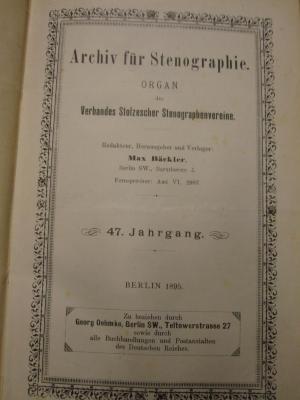 Archiv für Stenographie.
ORGAN
des
Verbandes Stolzescher Stenographenvereine.
Redakteur, Herausgeber und Verleger:
Max Bäckler.
Berlin SW.,
Fernsprecher: Amt VI,
47. Jahrgang.
BERLIN 1895.
Zu beziehen durch
Georg Oehmke, Berlin SW., Teltowerstrasse 27
sowie durch
alle Buchhandlungen und Postanstalten
des Deutschen Reiches.